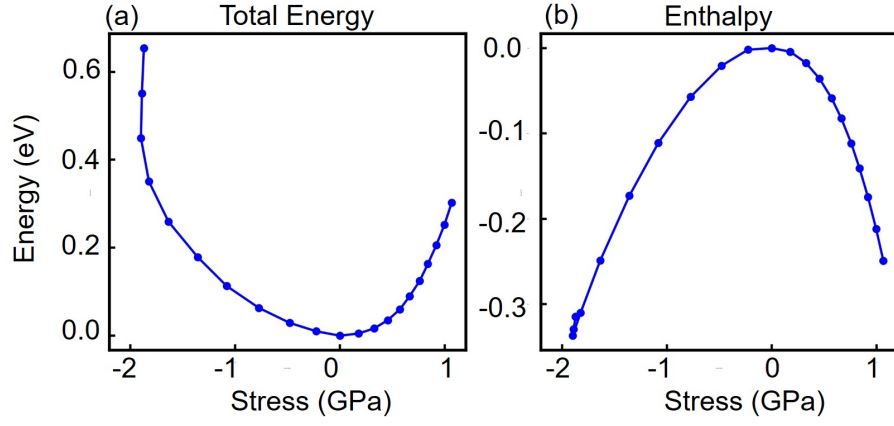 (a) Total Energy
0.6
0.4
0.2
0.0
Energy (eV)
-2 -1 0 1
Stress (GPa)
(b) Enthalpy
0.0
-0.1
-0.2
-0.3
-2 -1 0 1
Stress (GPa)